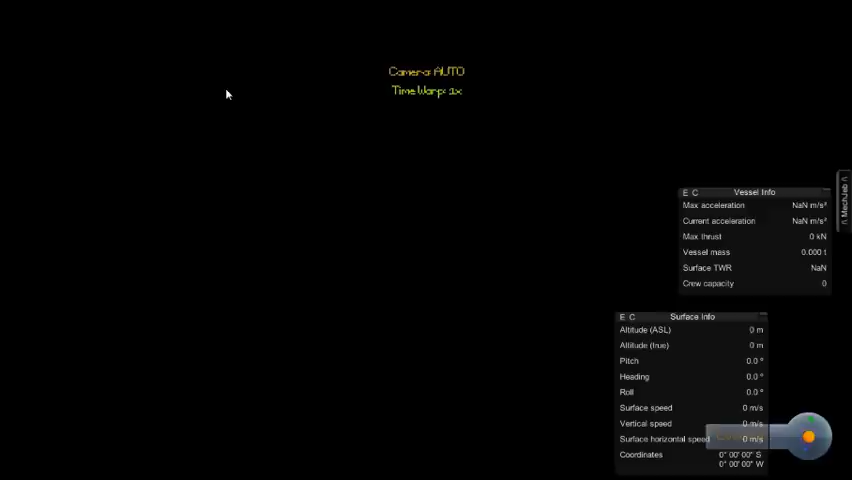 Camera: AUTO
Time Warp: 1x
E C Vessel Info
Max acceleration NaN m/s²
Current acceleration NaN m/s²
Max thrust 0 kN
Vessel mass 0.000 t
Surface TWR NaN
Crew capacity 0
/\ MechJeb /\
E C Surface Info
Altitude (ASL) 0 m
Altitude (true) 0 m
Pitch 0.0 °
Heading 0.0 °
Roll 0.0 °
Surface speed 0 m/s
Vertical speed 0 m/s
Surface horizontal speed 0 m/s
Coordinates 0° 00' 00" S
0° 00' 00" W